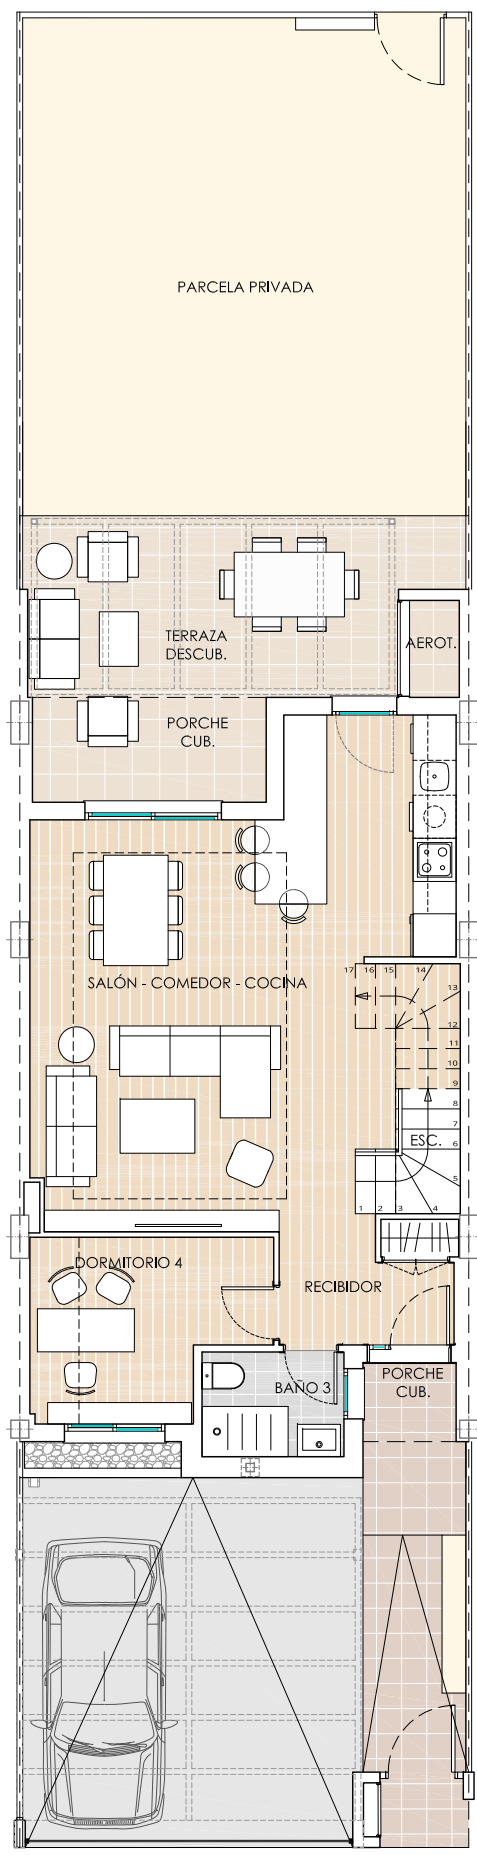 PARCELA PRIVADA
TERRAZA
DESCUB.
AEROT.
PORCHE
CUB.
SALÓN - COMEDOR - COCINA
17 16 15 14
13
12
11
10
9
8
7
ESC. 6
5
1 2 3 4
DORMITORIO 4
RECIBIDOR
BAÑO 3
PORCHE
CUB.